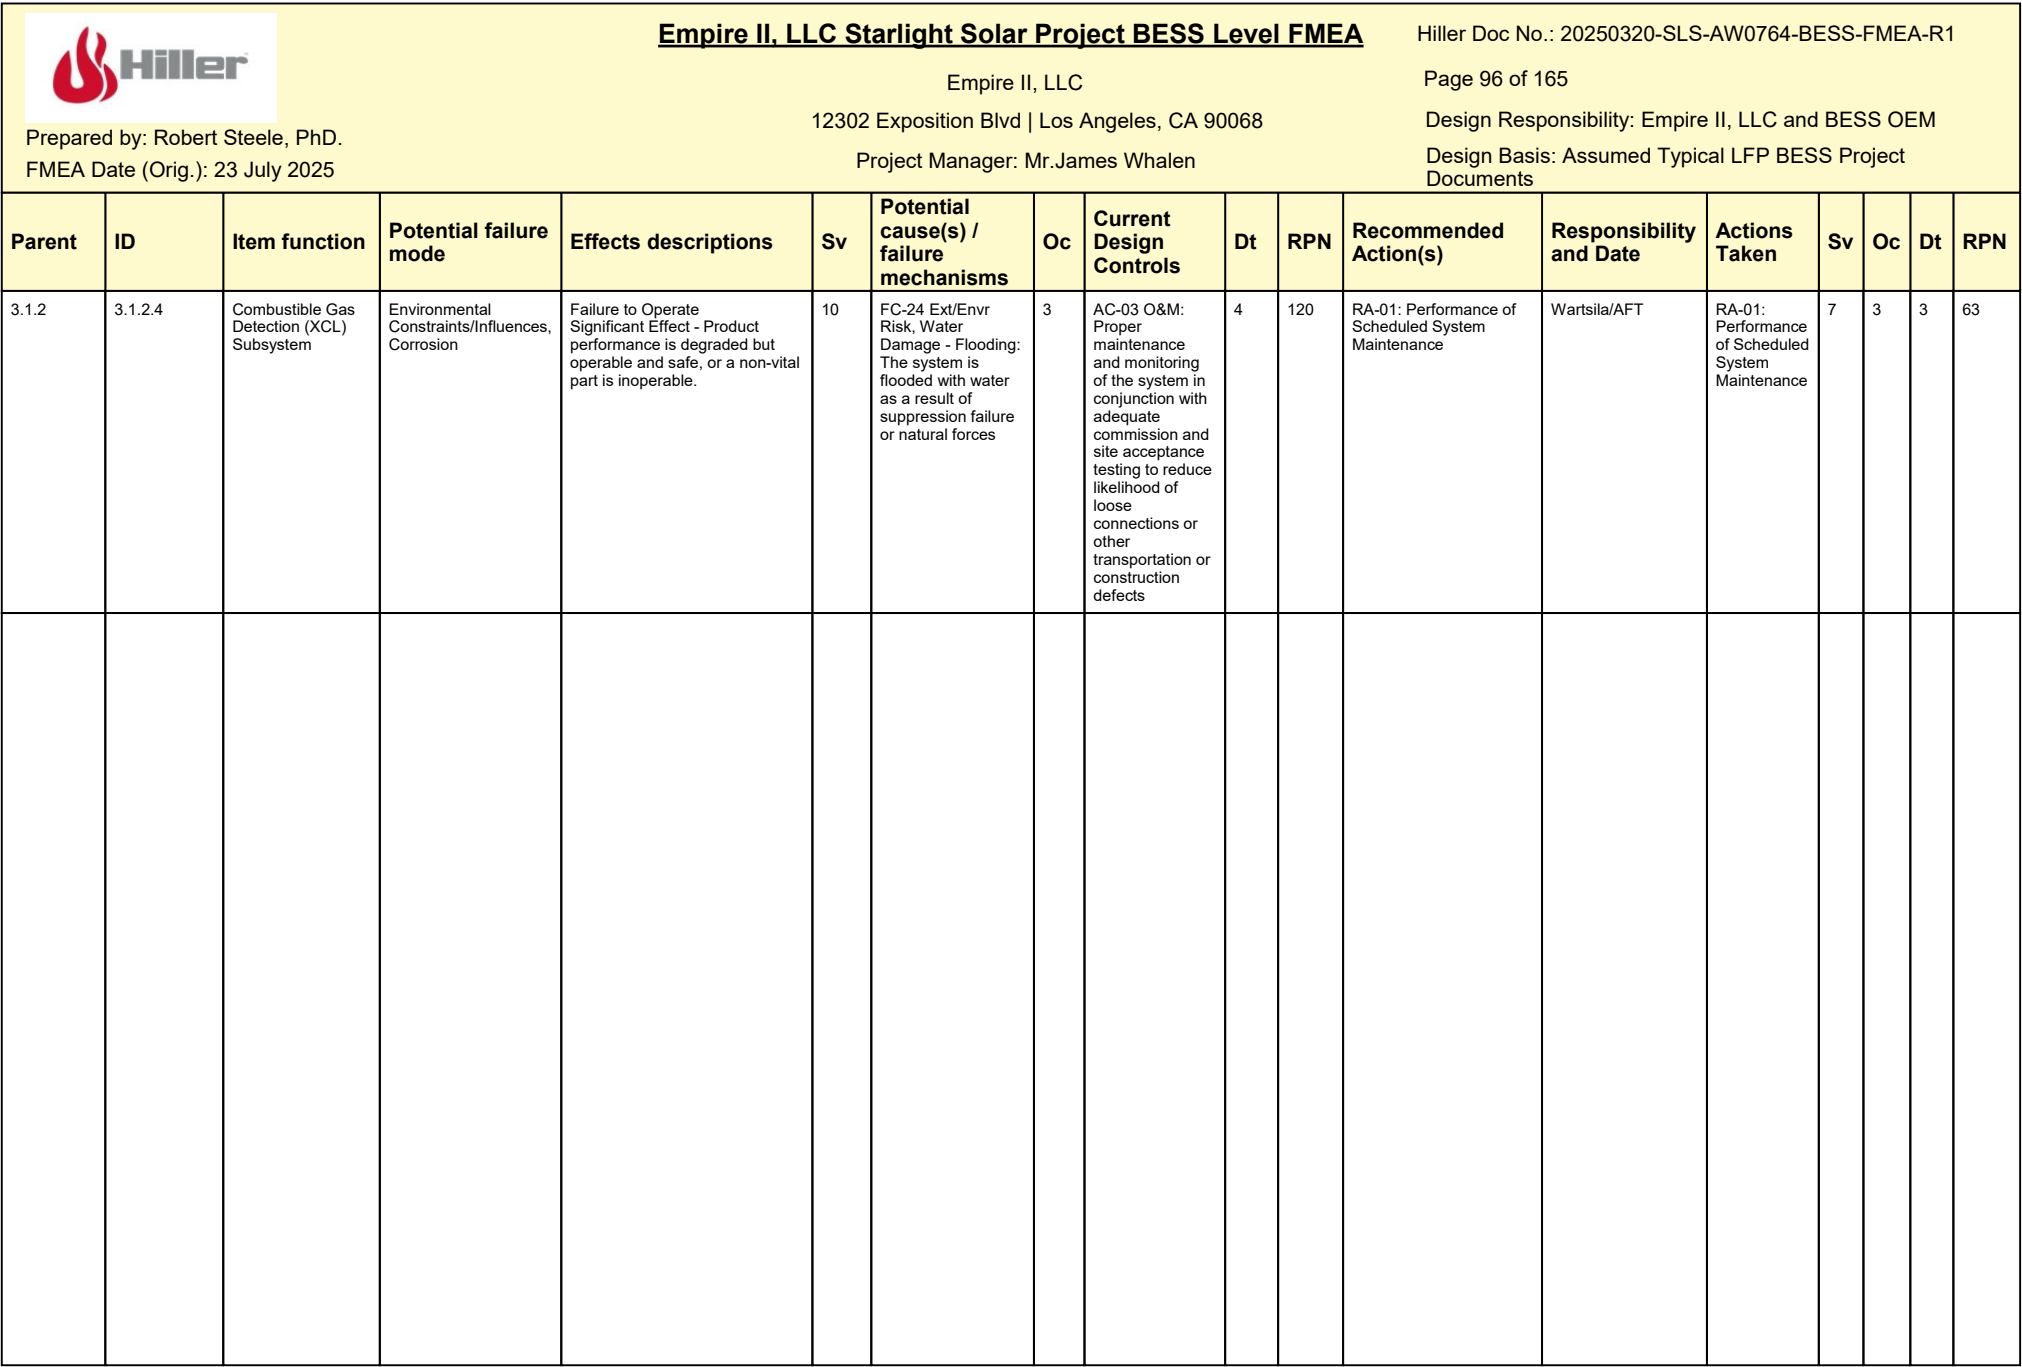 Hiller
Prepared by: Robert Steele, PhD.
FMEA Date (Orig.): 23 July 2025
Empire II, LLC Starlight Solar Project BESS Level FMEA
Empire II, LLC
12302 Exposition Blvd | Los Angeles, CA 90068
Project Manager: Mr.James Whalen
Hiller Doc No.: 20250320-SLS-AW0764-BESS-FMEA-R1
Page 96 of 165
Design Responsibility: Empire II, LLC and BESS OEM
Design Basis: Assumed Typical LFP BESS Project
Documents
Parent
ID
Item function
Potential failure
mode
Effects descriptions
Sv
Potential
cause(s) /
failure
mechanisms
Oc
Current
Design
Controls
Dt
RPN
Recommended
Action(s)
Responsibility
and Date
Actions
Taken
Sv
Oc
Dt
RPN
3.1.2
3.1.2.4
Combustible Gas
Detection (XCL)
Subsystem
Environmental
Constraints/Influences,
Corrosion
Failure to Operate
Significant Effect - Product
performance is degraded but
operable and safe, or a non-vital
part is inoperable.
10
FC-24 Ext/Envr
Risk, Water
Damage - Flooding:
The system is
flooded with water
as a result of
suppression failure
or natural forces
3
AC-03 O&M:
Proper
maintenance
and monitoring
of the system in
conjunction with
adequate
commission and
site acceptance
testing to reduce
likelihood of
loose
connections or
other
transportation or
construction
defects
4
120
RA-01: Performance of
Scheduled System
Maintenance
Wartsila/AFT
RA-01:
Performance
of Scheduled
System
Maintenance
7
3
3
63